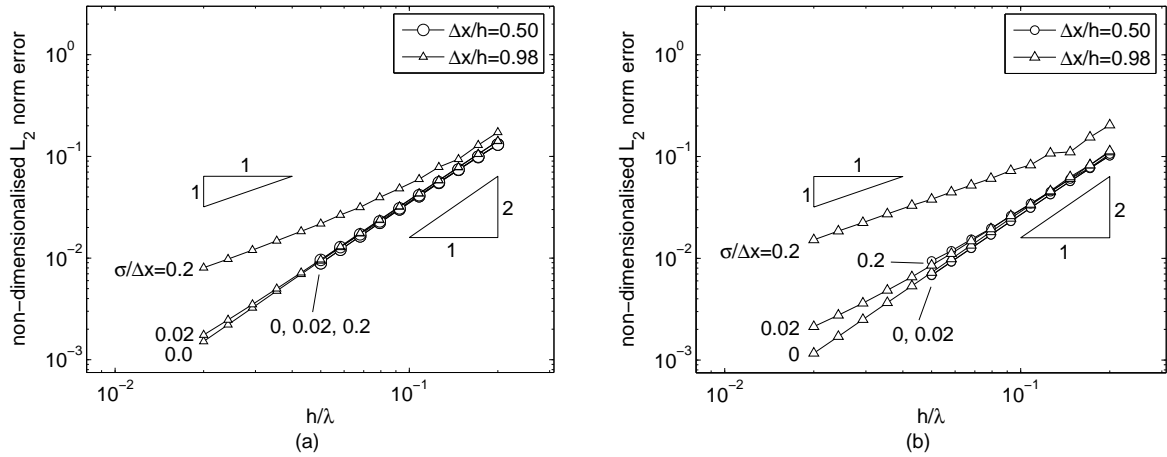 Δx/h=0.50
Δx/h=0.98
10^0
10^-1
10^-2
10^-3
non-dimensionalised L_2 norm error
1
1
2
1
σ/Δx=0.2
0.02
0.0
0, 0.02, 0.2
10^-2
10^-1
h/λ
(a)
Δx/h=0.50
Δx/h=0.98
10^0
10^-1
10^-2
10^-3
non-dimensionalised L_2 norm error
1
1
2
1
σ/Δx=0.2
0.2
0.02
0
0, 0.02
10^-2
10^-1
h/λ
(b)